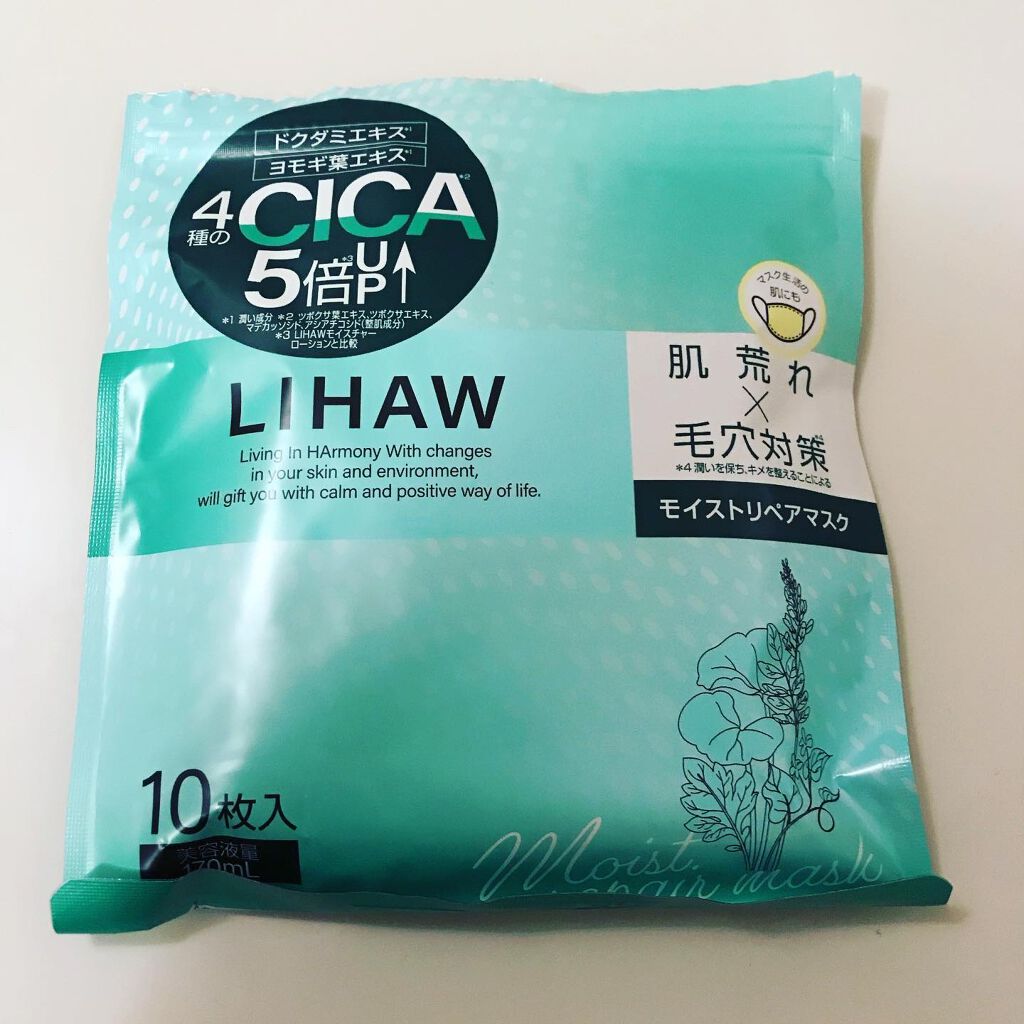 ドクダミエキス*1
ヨモギ葉エキス*1
4種のCICA*2
5倍*3UP↑
*1 潤い成分 *2 ツボクサ葉エキス、ツボクサエキス、
マデカッソシド、アシアチコシド(整肌成分)
*3 LIHAWモイスチャー
ローションと比較
マスク生活の
肌にも
LIHAW
Living In HArmony With changes
in your skin and environment,
will gift you with calm and positive way of life.
肌荒れ
×
毛穴対策*4
*4 潤いを保ち、キメを整えることによる
モイストリペアマスク
10枚入
美容液量
170mL
Moist
repair mask